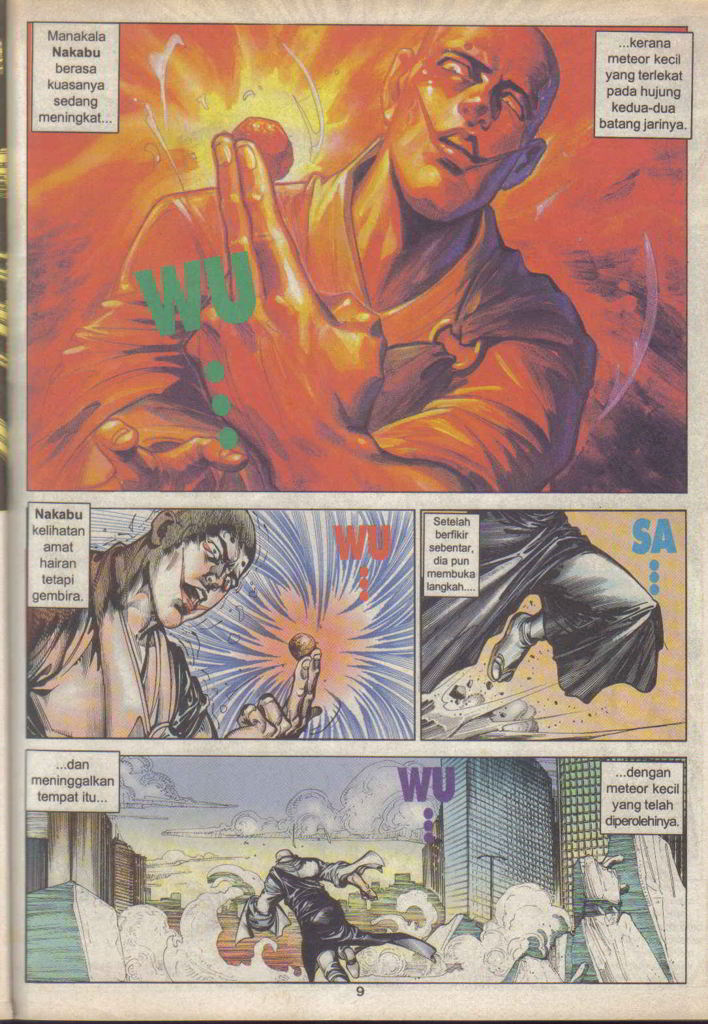 Manakala
Nakabu
berasa
kuasanya
sedang
meningkat...
...kerana
meteor kecil
yang terlekat
pada hujung
kedua-dua
batang jarinya.
WU
Nakabu
kelihatan
amat
hairan
tetapi
gembira.
WU
Setelah
berfikir
sebentar,
dia pun
membuka
langkah....
SA
...dan
meninggalkan
tempat itu...
WU
...dengan
meteor kecil
yang telah
diperolehinya.
9